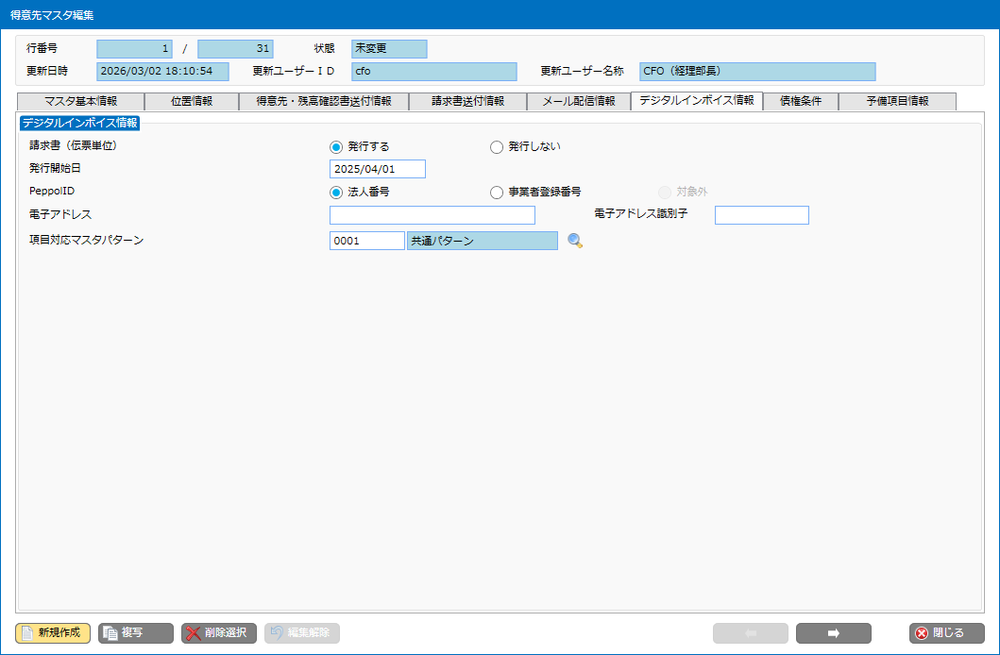 得意先マスタ編集
行番号 1 / 31 状態 未変更
更新日時 2026/03/02 18:10:54 更新ユーザーＩＤ cfo 更新ユーザー名称 CFO（経理部長）
マスタ基本情報 位置情報 得意先・残高確認書送付情報 請求書送付情報 メール配信情報 デジタルインボイス情報 債権条件 予備項目情報
デジタルインボイス情報
請求書（伝票単位） 発行する 発行しない
発行開始日 2025/04/01
PeppolID 法人番号 事業者登録番号 対象外
電子アドレス 電子アドレス識別子
項目対応マスタパターン 0001 共通パターン
新規作成 複写 削除選択 編集解除 閉じる